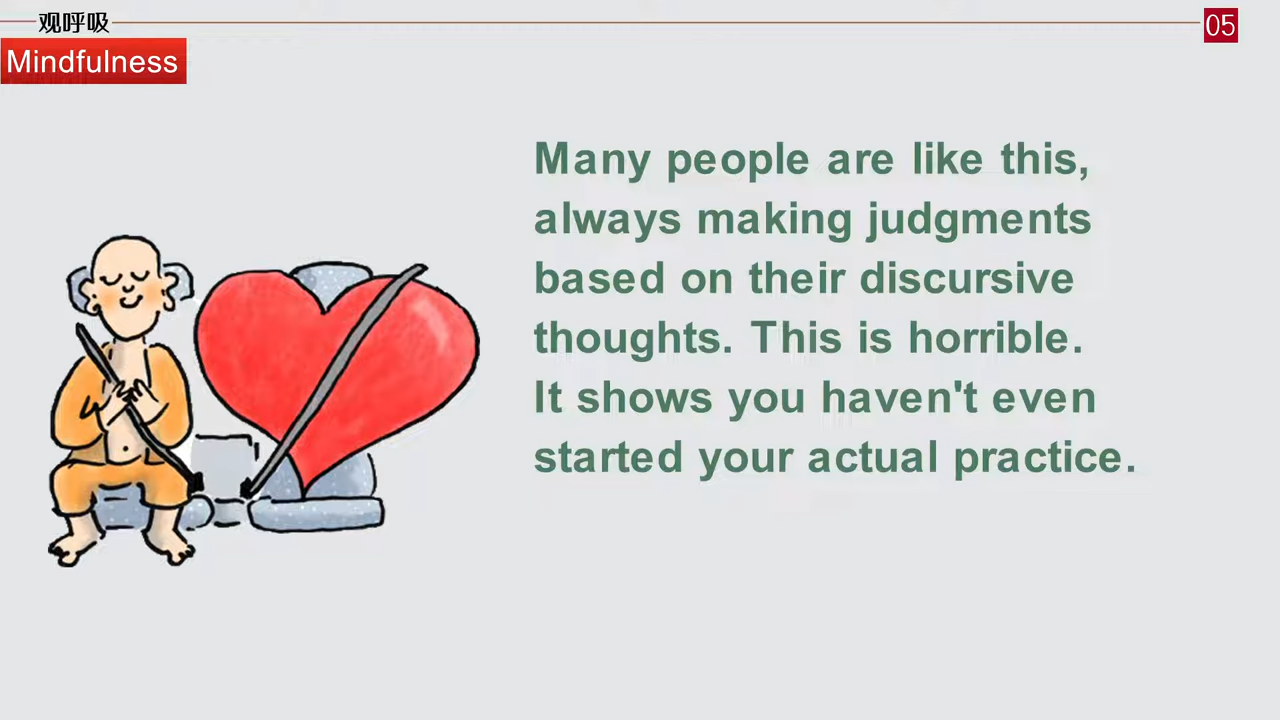 观呼吸
05
Mindfulness
Many people are like this,
always making judgments
based on their discursive
thoughts. This is horrible.
It shows you haven't even
started your actual practice.